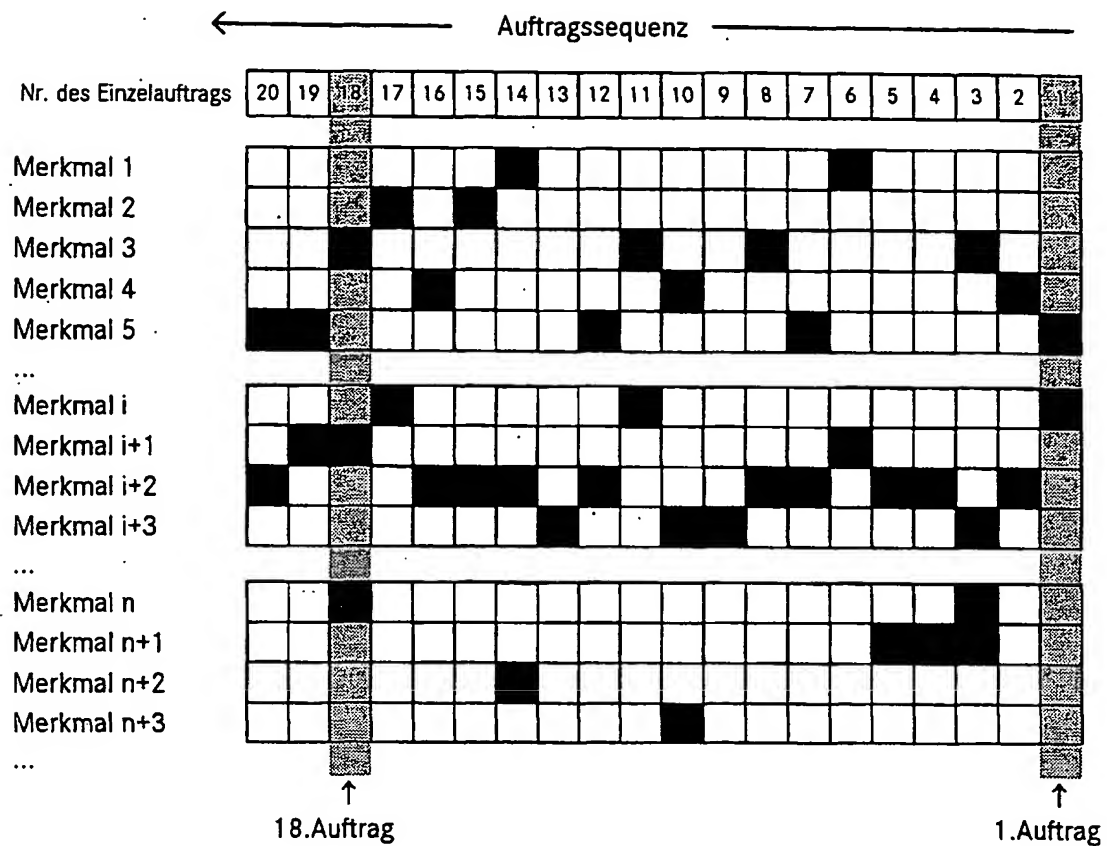 Auftragssequenz
Nr. des Einzelauftrags 20 19 18 17 16 15 14 13 12 11 10 9 8 7 6 5 4 3 2 1
Merkmal 1
Merkmal 2
Merkmal 3
Merkmal 4
Merkmal 5
...
Merkmal i
Merkmal i+1
Merkmal i+2
Merkmal i+3
...
Merkmal n
Merkmal n+1
Merkmal n+2
Merkmal n+3
...
18.Auftrag 1.Auftrag